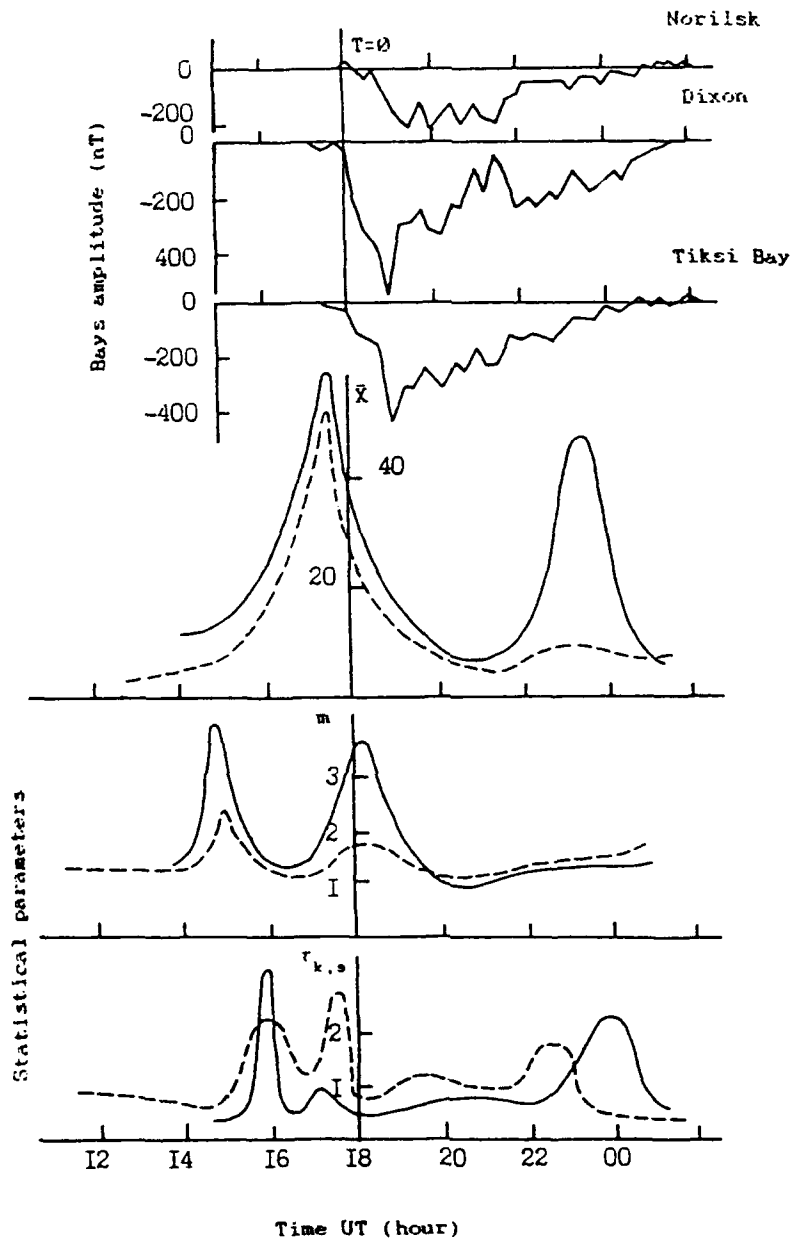 Norilsk
T=0
0
Dixon
-200
0
-200
400
Tiksi Bay
0
-200
-400
Bays amplitude (nT)
X̄
40
20
m
3
2
I
τk,s
2
I
Statistical parameters
I2 I4 I6 I8 20 22 00
Time UT (hour)